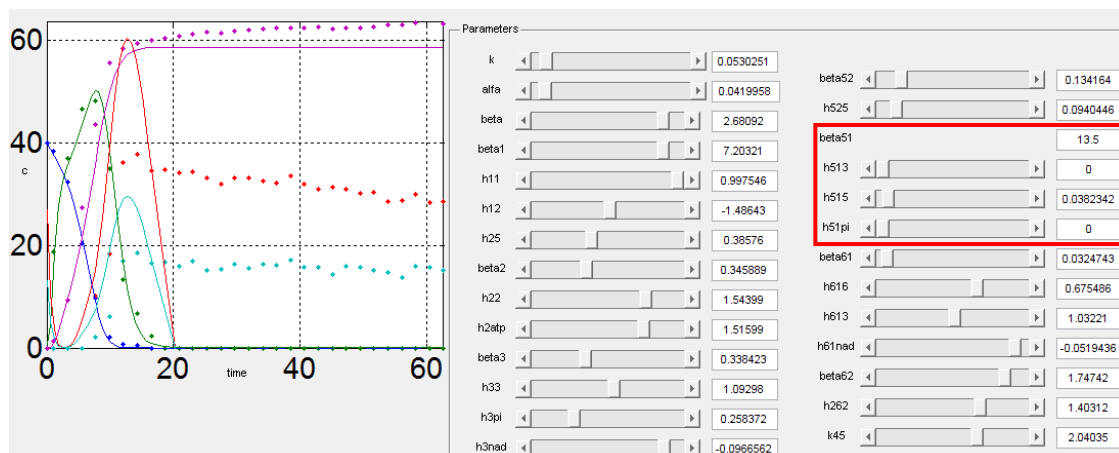 60
40
c
20
0
0
20
time
40
60
Parameters
k 0.0530251
alfa 0.0419958
beta 2.68092
beta1 7.20321
h11 0.997546
h12 -1.48643
h25 0.38576
beta2 0.345889
h22 1.54399
h2atp 1.51599
beta3 0.338423
h33 1.09298
h3pi 0.258372
h3nad -0.0966562
beta52 0.134164
h525 0.0940446
beta51 13.5
h513 0
h515 0.0382342
h51pi 0
beta61 0.0324743
h616 0.675486
h613 1.03221
h61nad -0.0519436
beta62 1.74742
h262 1.40312
k45 2.04035